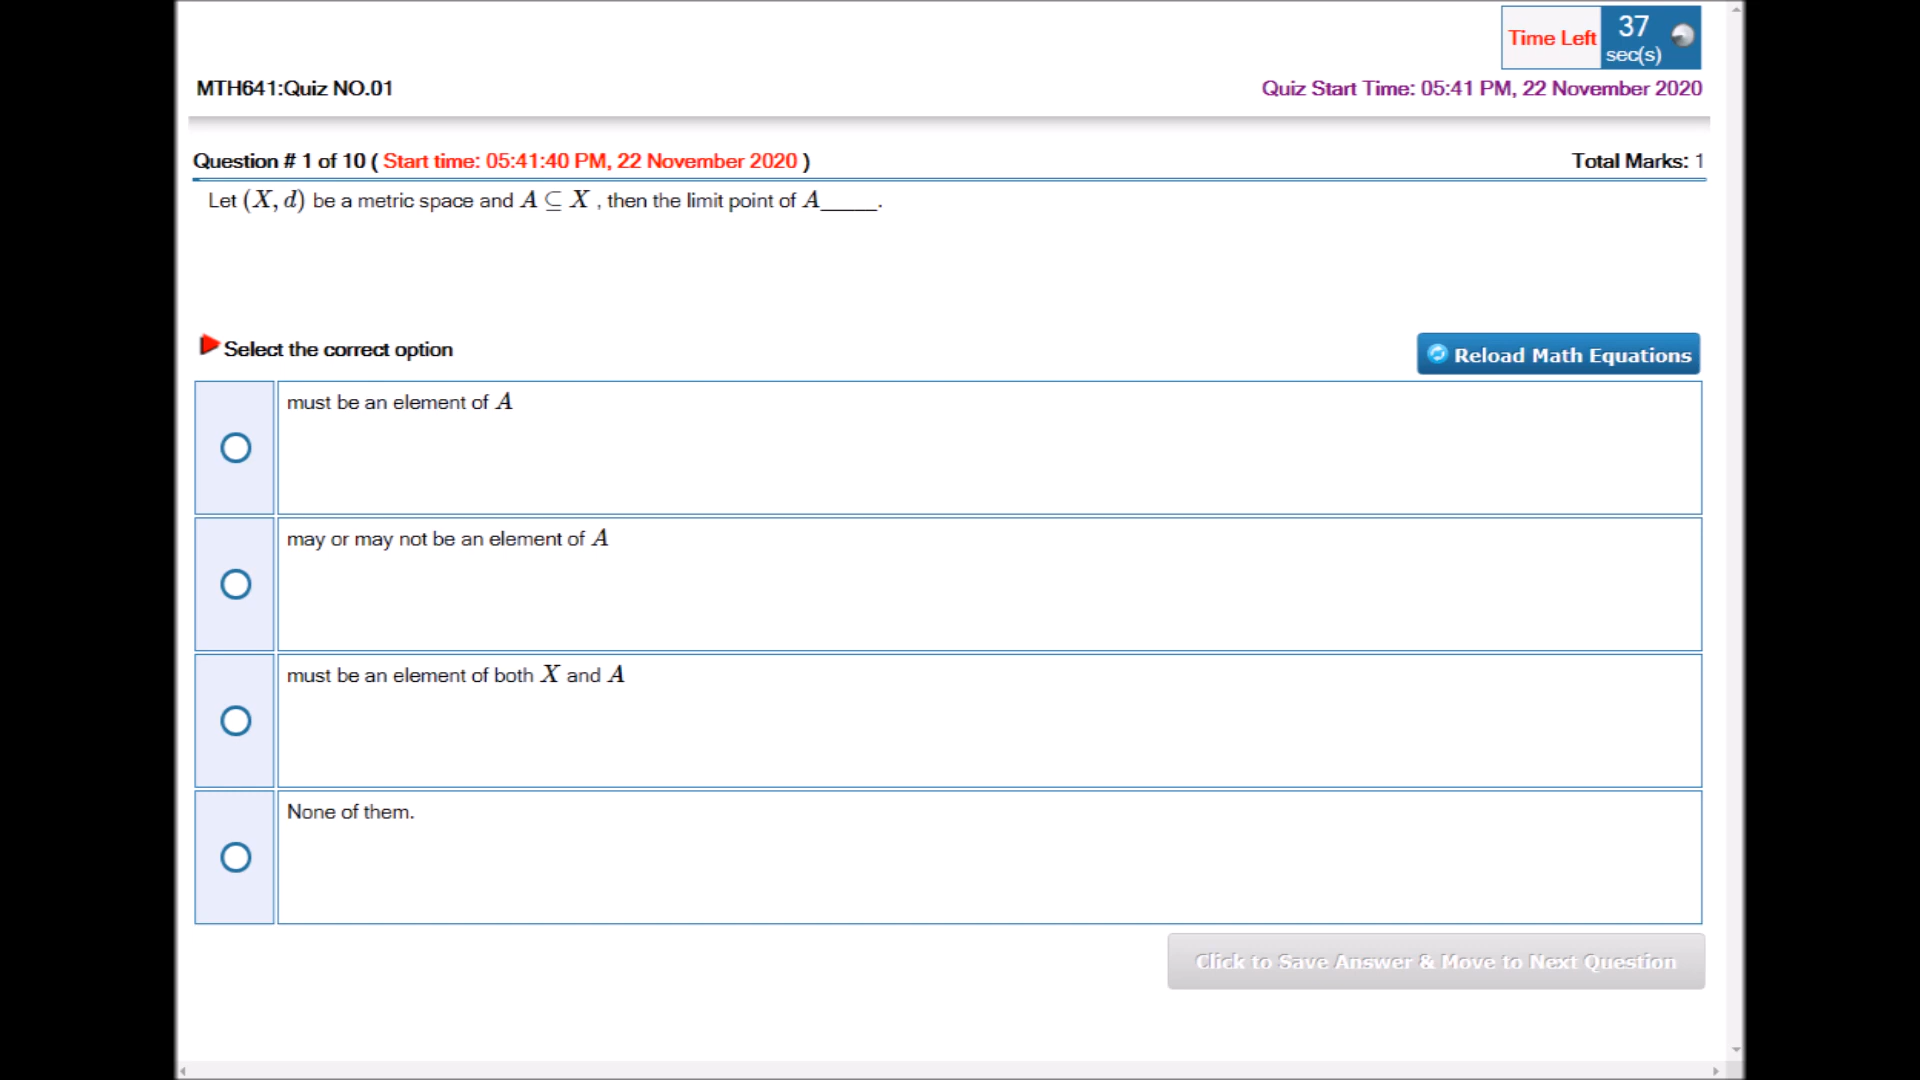 Time Left 37 sec(s)
MTH641:Quiz NO.01 Quiz Start Time: 05:41 PM, 22 November 2020
Question # 1 of 10 ( Start time: 05:41:40 PM, 22 November 2020 ) Total Marks: 1
Let (X, d) be a metric space and A ⊆ X , then the limit point of A_____.
Select the correct option
Reload Math Equations
must be an element of A
may or may not be an element of A
must be an element of both X and A
None of them.
Click to Save Answer & Move to Next Question